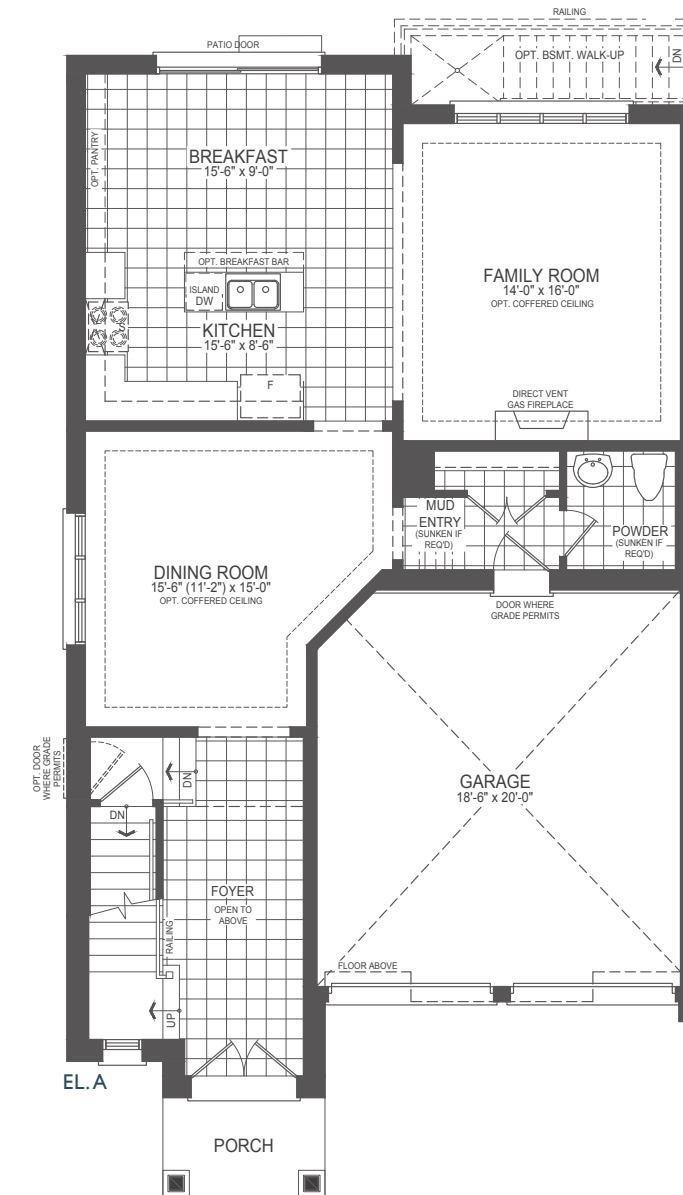 RAILING
PATIO DOOR
OPT. BSMT. WALK-UP
DN
OPT. PANTRY
BREAKFAST
15'-6" x 9'-0"
OPT. BREAKFAST BAR
ISLAND
DW
KITCHEN
15'-6" x 8'-6"
S
F
FAMILY ROOM
14'-0" x 16'-0"
OPT. COFFERED CEILING
DIRECT VENT
GAS FIREPLACE
MUD
ENTRY
(SUNKEN IF
REQ'D)
POWDER
(SUNKEN IF
REQ'D)
DINING ROOM
15'-6" (11'-2") x 15'-0"
OPT. COFFERED CEILING
DOOR WHERE
GRADE PERMITS
OPT. DOOR
WHERE GRADE
PERMITS
DN
DN
GARAGE
18'-6" x 20'-0"
FOYER
OPEN TO
ABOVE
RAILING
FLOOR ABOVE
UP
EL. A
PORCH